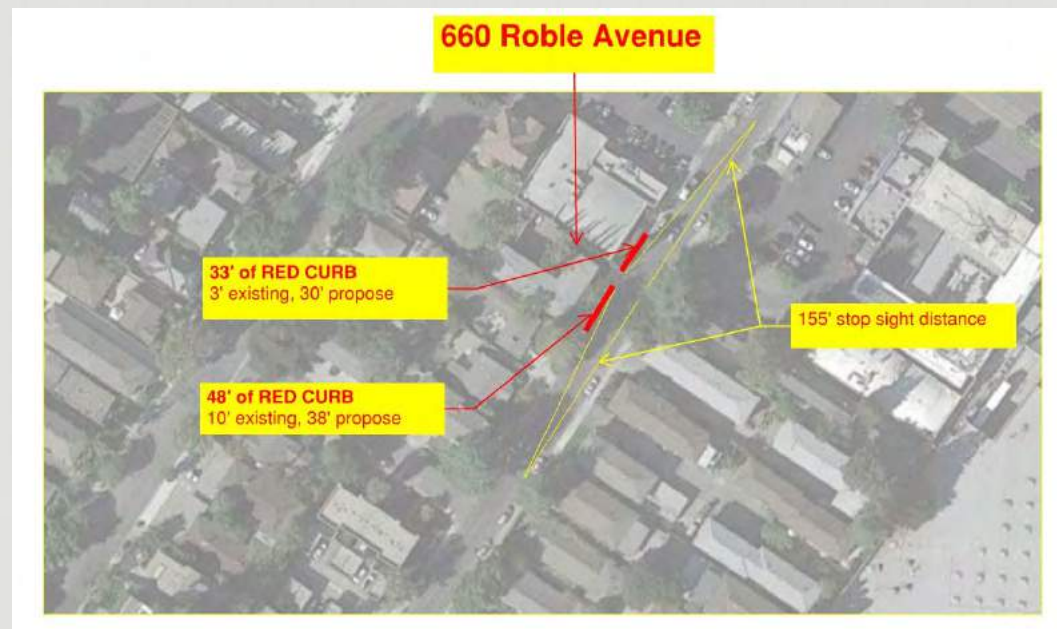 660 Roble Avenue
33' of RED CURB
3' existing, 30' propose
155' stop sight distance
48' of RED CURB
10' existing, 38' propose